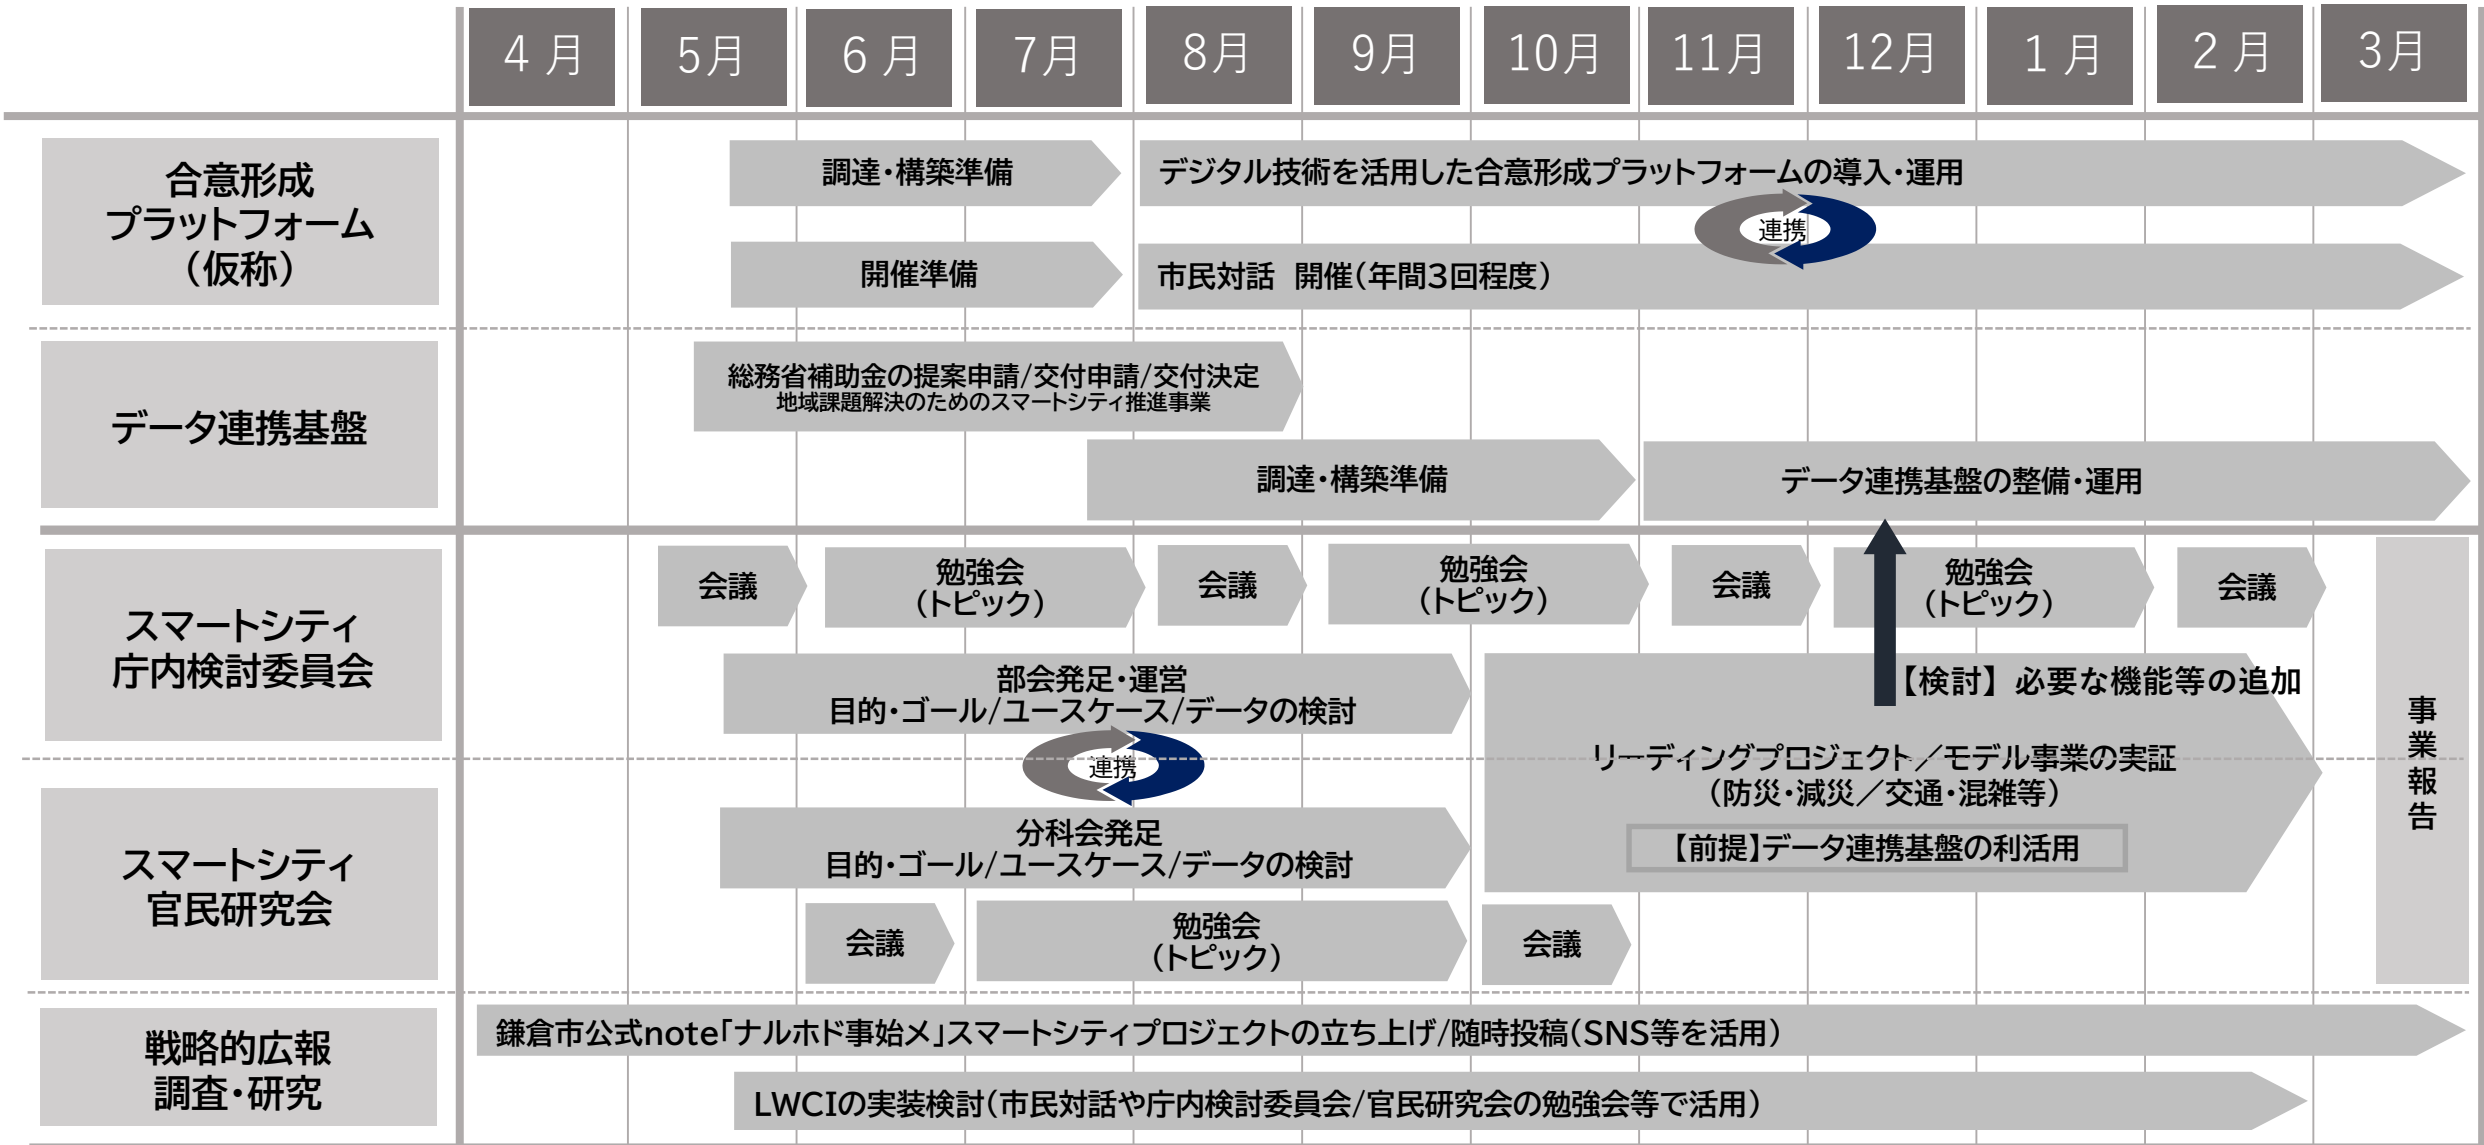 4月 5月 6月 7月 8月 9月 10月 11月 12月 1月 2月 3月
合意形成
プラットフォーム
（仮称）
調達・構築準備
デジタル技術を活用した合意形成プラットフォームの導入・運用
連携
開催準備
市民対話　開催（年間3回程度）
データ連携基盤
総務省補助金の提案申請/交付申請/交付決定
地域課題解決のためのスマートシティ推進事業
調達・構築準備
データ連携基盤の整備・運用
スマートシティ
庁内検討委員会
会議
勉強会
（トピック）
会議
勉強会
（トピック）
会議
勉強会
（トピック）
会議
部会発足・運営
目的・ゴール/ユースケース/データの検討
【検討】必要な機能等の追加
連携
リーディングプロジェクト／モデル事業の実証
（防災・減災／交通・混雑等）
【前提】データ連携基盤の利活用
事業報告
スマートシティ
官民研究会
分科会発足
目的・ゴール/ユースケース/データの検討
会議
勉強会
（トピック）
会議
戦略的広報
調査・研究
鎌倉市公式note「ナルホド事始メ」スマートシティプロジェクトの立ち上げ/随時投稿（SNS等を活用）
LWCIの実装検討（市民対話や庁内検討委員会/官民研究会の勉強会等で活用）